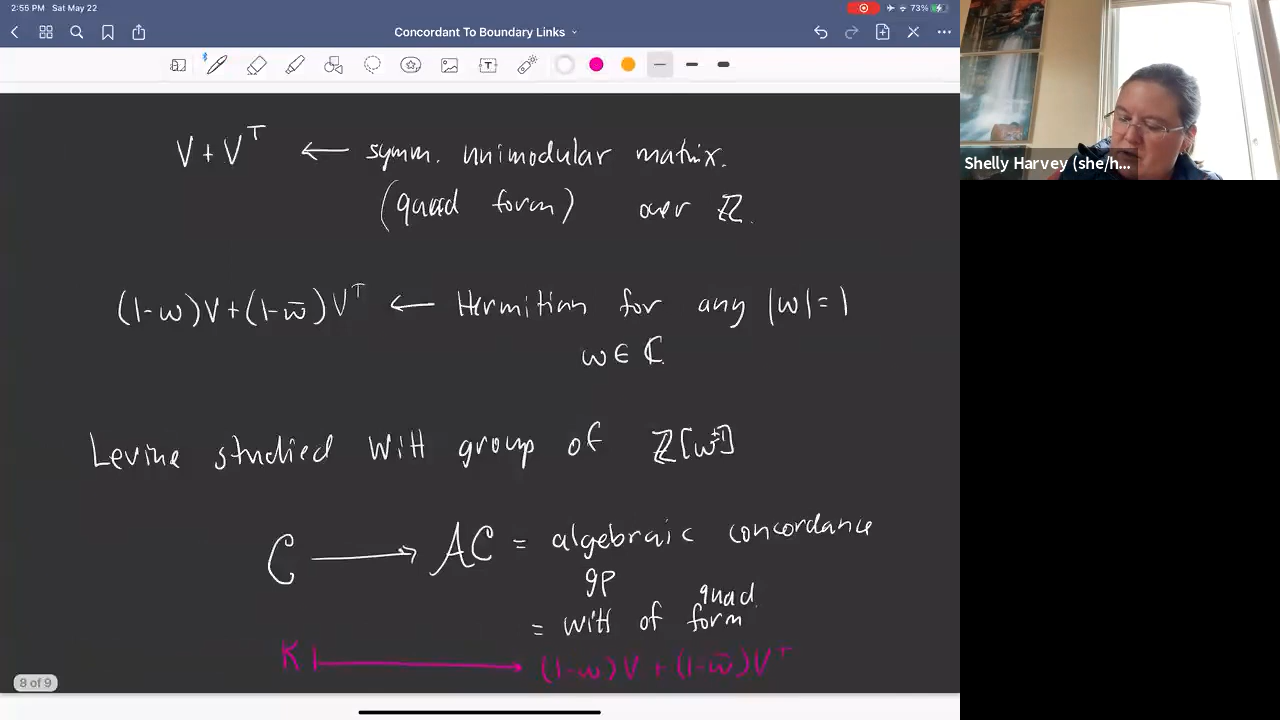 2:55 PM Sat May 22
73%
Concordant To Boundary Links
V + V^T ← symm. unimodular matrix.
(quad form) over ℤ.
(1-w)V + (1-w̄)V^T ← Hermitian for any |w|=1
w ∈ ℂ
Levine studied Witt group of ℤ[w^±1]
C → AC = algebraic concordance
gp
= Witt of quad. form
K ↦ (1-w)V + (1-w̄)V^T
8 of 9
Shelly Harvey (she/h...